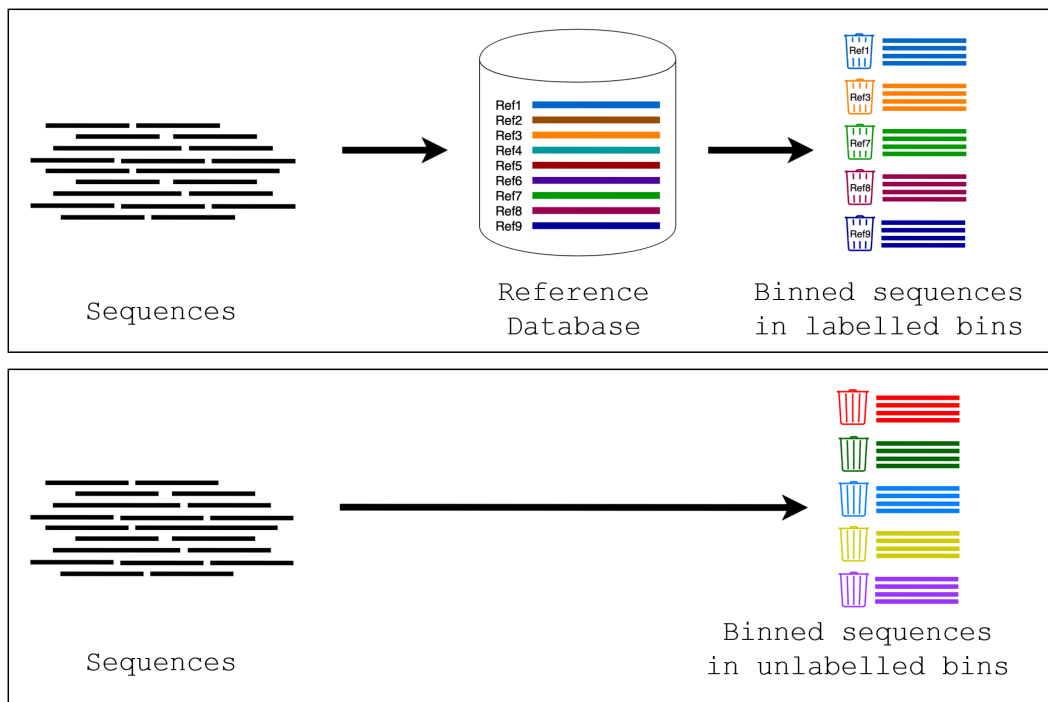 Ref1
Ref2
Ref3
Ref4
Ref5
Ref6
Ref7
Ref8
Ref9
Ref1
Ref3
Ref7
Ref8
Ref9
Sequences
Reference
Database
Binned sequences
in labelled bins
Sequences
Binned sequences
in unlabelled bins